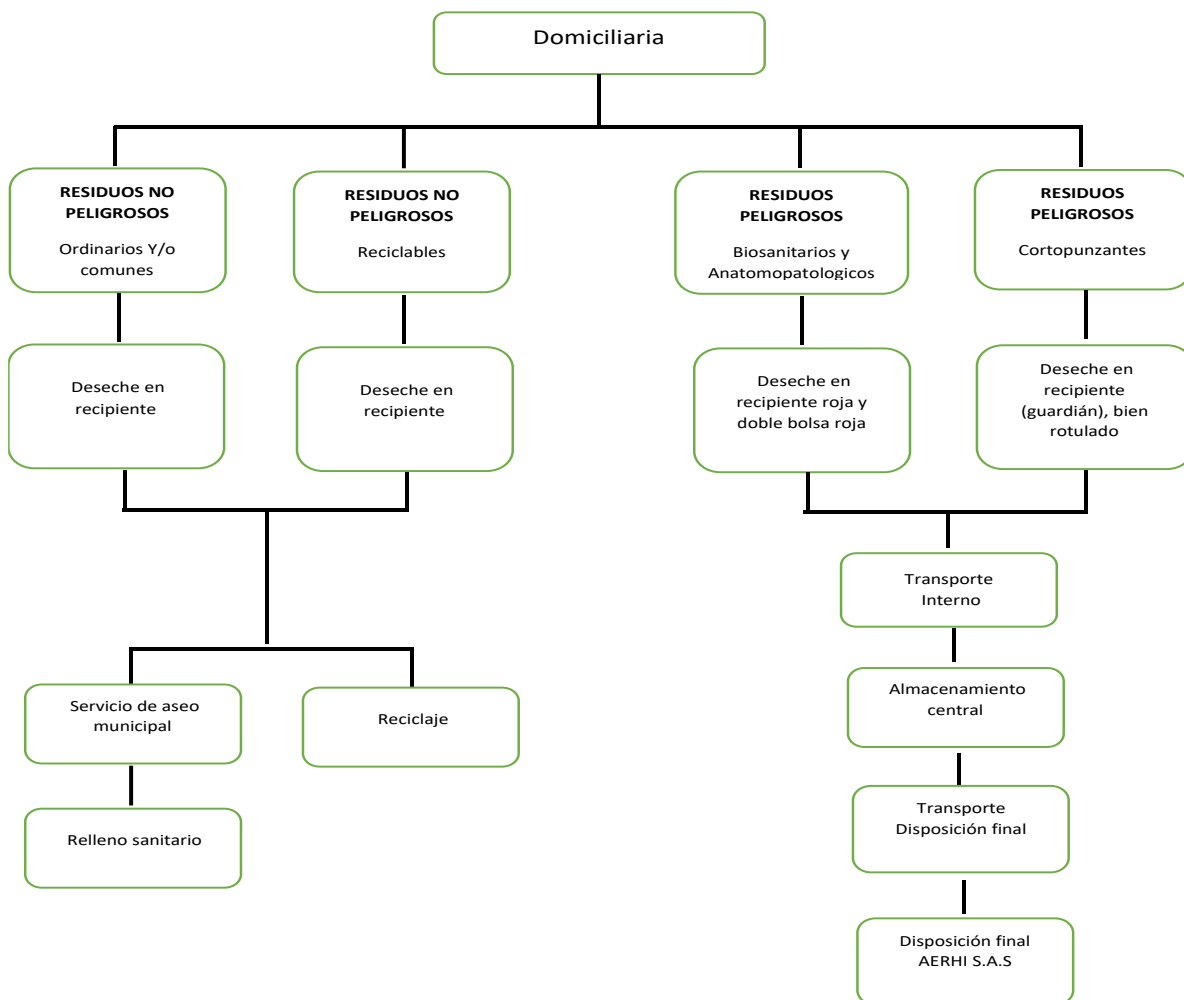 Domiciliaria
RESIDUOS NO
PELIGROSOS
Ordinarios Y/o
comunes
RESIDUOS NO
PELIGROSOS
Reciclables
RESIDUOS
PELIGROSOS
Biosanitarios y
Anatomopatologicos
RESIDUOS
PELIGROSOS
Cortopunzantes
Deseche en
recipiente
Deseche en
recipiente
Deseche en
recipiente roja y
doble bolsa roja
Deseche en
recipiente
(guardián), bien
rotulado
Transporte
Interno
Servicio de aseo
municipal
Reciclaje
Almacenamiento
central
Relleno sanitario
Transporte
Disposición final
Disposición final
AERHI S.A.S